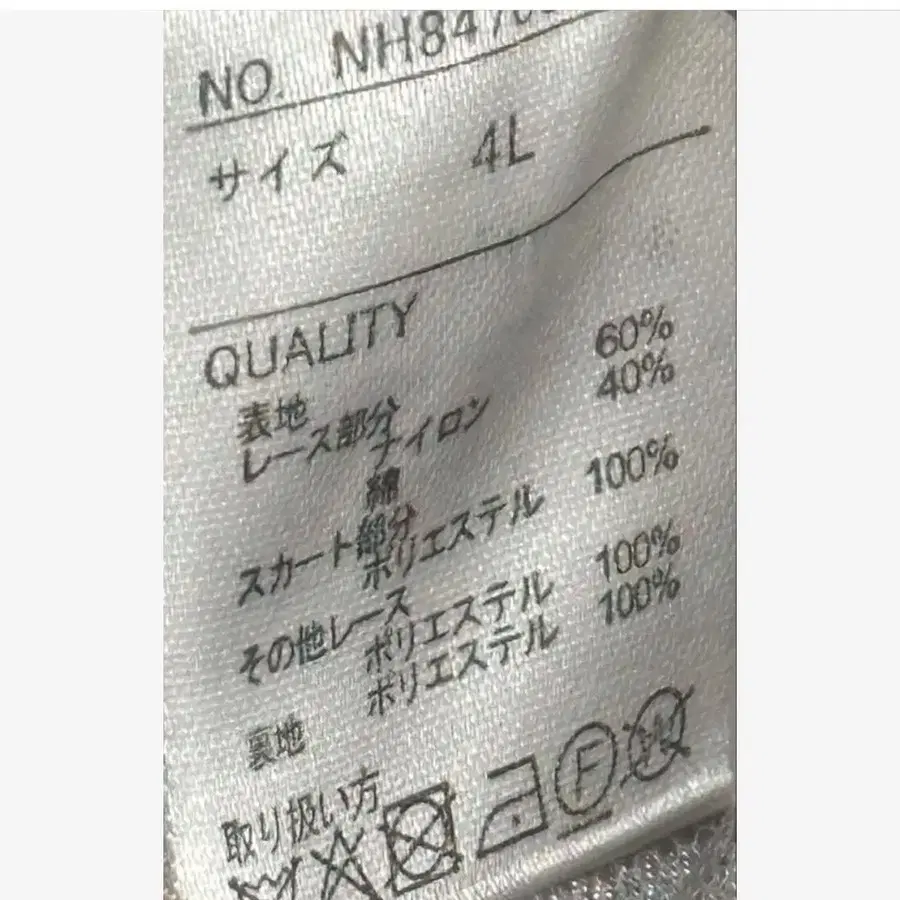 NO. NH847
サイズ 4L
QUALITY
表地
レース部分
ナイロン 60%
綿 40%
スカート部分
ポリエステル 100%
その他レース
ポリエステル 100%
裏地 ポリエステル 100%
取り扱い方
F
W